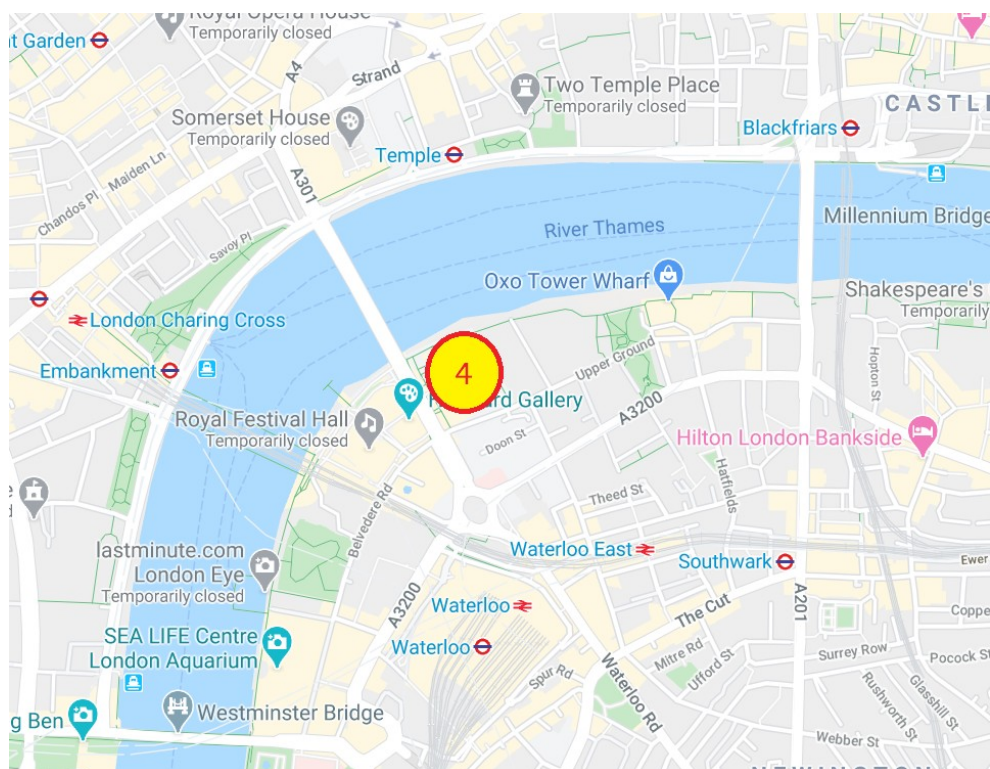 Royal Opera House
Temporarily closed
t Garden
A4
Strand
Two Temple Place
Temporarily closed
CASTL
Somerset House
Temporarily closed
Blackfriars
Temple
Maiden Ln
Chandos Pl
A301
Savoy Pl
River Thames
Millennium Bridge
Oxo Tower Wharf
Shakespeare's
Temporarily
London Charing Cross
Embankment
4
Upper Ground
Hopton St
Gallery
A3200
Royal Festival Hall
Temporarily closed
Hilton London Bankside
Doon St
Hatfields
Theed St
Belvedere Rd
lastminute.com
London Eye
Temporarily closed
Waterloo East
Southwark
Ewer
A3200
Waterloo
The Cut
A201
Coppe
SEA LIFE Centre
London Aquarium
Waterloo
Mitre Rd
Ufford St
Surrey Row
Pocock St
Spur Rd
Waterloo Rd
Rushworth St
Glasshill St
g Ben
Westminster Bridge
Webber St
NEWINGTON